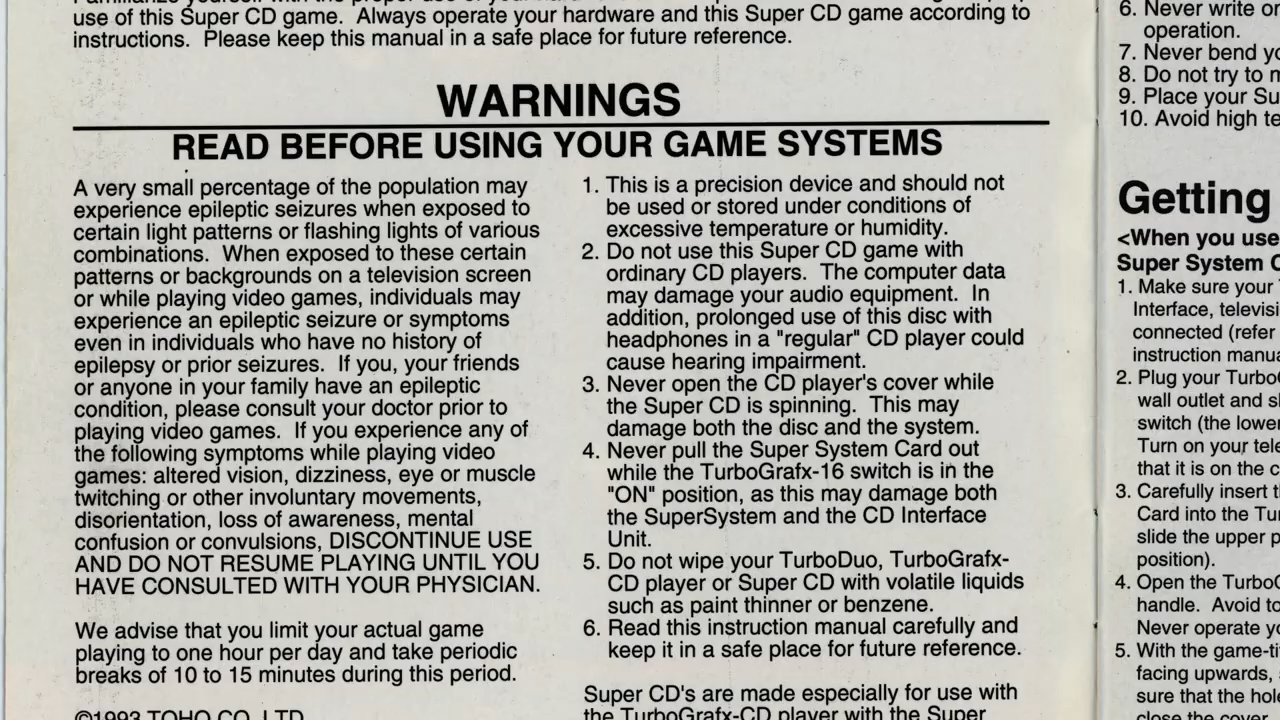 use of this Super CD game. Always operate your hardware and this Super CD game according to
instructions. Please keep this manual in a safe place for future reference.
WARNINGS
READ BEFORE USING YOUR GAME SYSTEMS
A very small percentage of the population may
experience epileptic seizures when exposed to
certain light patterns or flashing lights of various
combinations. When exposed to these certain
patterns or backgrounds on a television screen
or while playing video games, individuals may
experience an epileptic seizure or symptoms
even in individuals who have no history of
epilepsy or prior seizures. If you, your friends
or anyone in your family have an epileptic
condition, please consult your doctor prior to
playing video games. If you experience any of
the following symptoms while playing video
games: altered vision, dizziness, eye or muscle
twitching or other involuntary movements,
disorientation, loss of awareness, mental
confusion or convulsions, DISCONTINUE USE
AND DO NOT RESUME PLAYING UNTIL YOU
HAVE CONSULTED WITH YOUR PHYSICIAN.
We advise that you limit your actual game
playing to one hour per day and take periodic
breaks of 10 to 15 minutes during this period.
©1993 TOHO CO. LTD.
1. This is a precision device and should not
be used or stored under conditions of
excessive temperature or humidity.
2. Do not use this Super CD game with
ordinary CD players. The computer data
may damage your audio equipment. In
addition, prolonged use of this disc with
headphones in a "regular" CD player could
cause hearing impairment.
3. Never open the CD player's cover while
the Super CD is spinning. This may
damage both the disc and the system.
4. Never pull the Super System Card out
while the TurboGrafx-16 switch is in the
"ON" position, as this may damage both
the SuperSystem and the CD Interface
Unit.
5. Do not wipe your TurboDuo, TurboGrafx-
CD player or Super CD with volatile liquids
such as paint thinner or benzene.
6. Read this instruction manual carefully and
keep it in a safe place for future reference.
Super CD's are made especially for use with
the TurboGrafx-CD player with the Super
6. Never write or
operation.
7. Never bend
8. Do not try to
9. Place your
10. Avoid high
Getting
<When you use
Super System
1. Make sure your
Interface,
connected (refer
instruction
2. Plug your
wall outlet and
switch (the
Turn on your
that it is on the
3. Carefully insert
Card into the
slide the upper
position).
4. Open the
handle. Avoid
Never operate
5. With the
facing upwards,
sure that the
close the cover